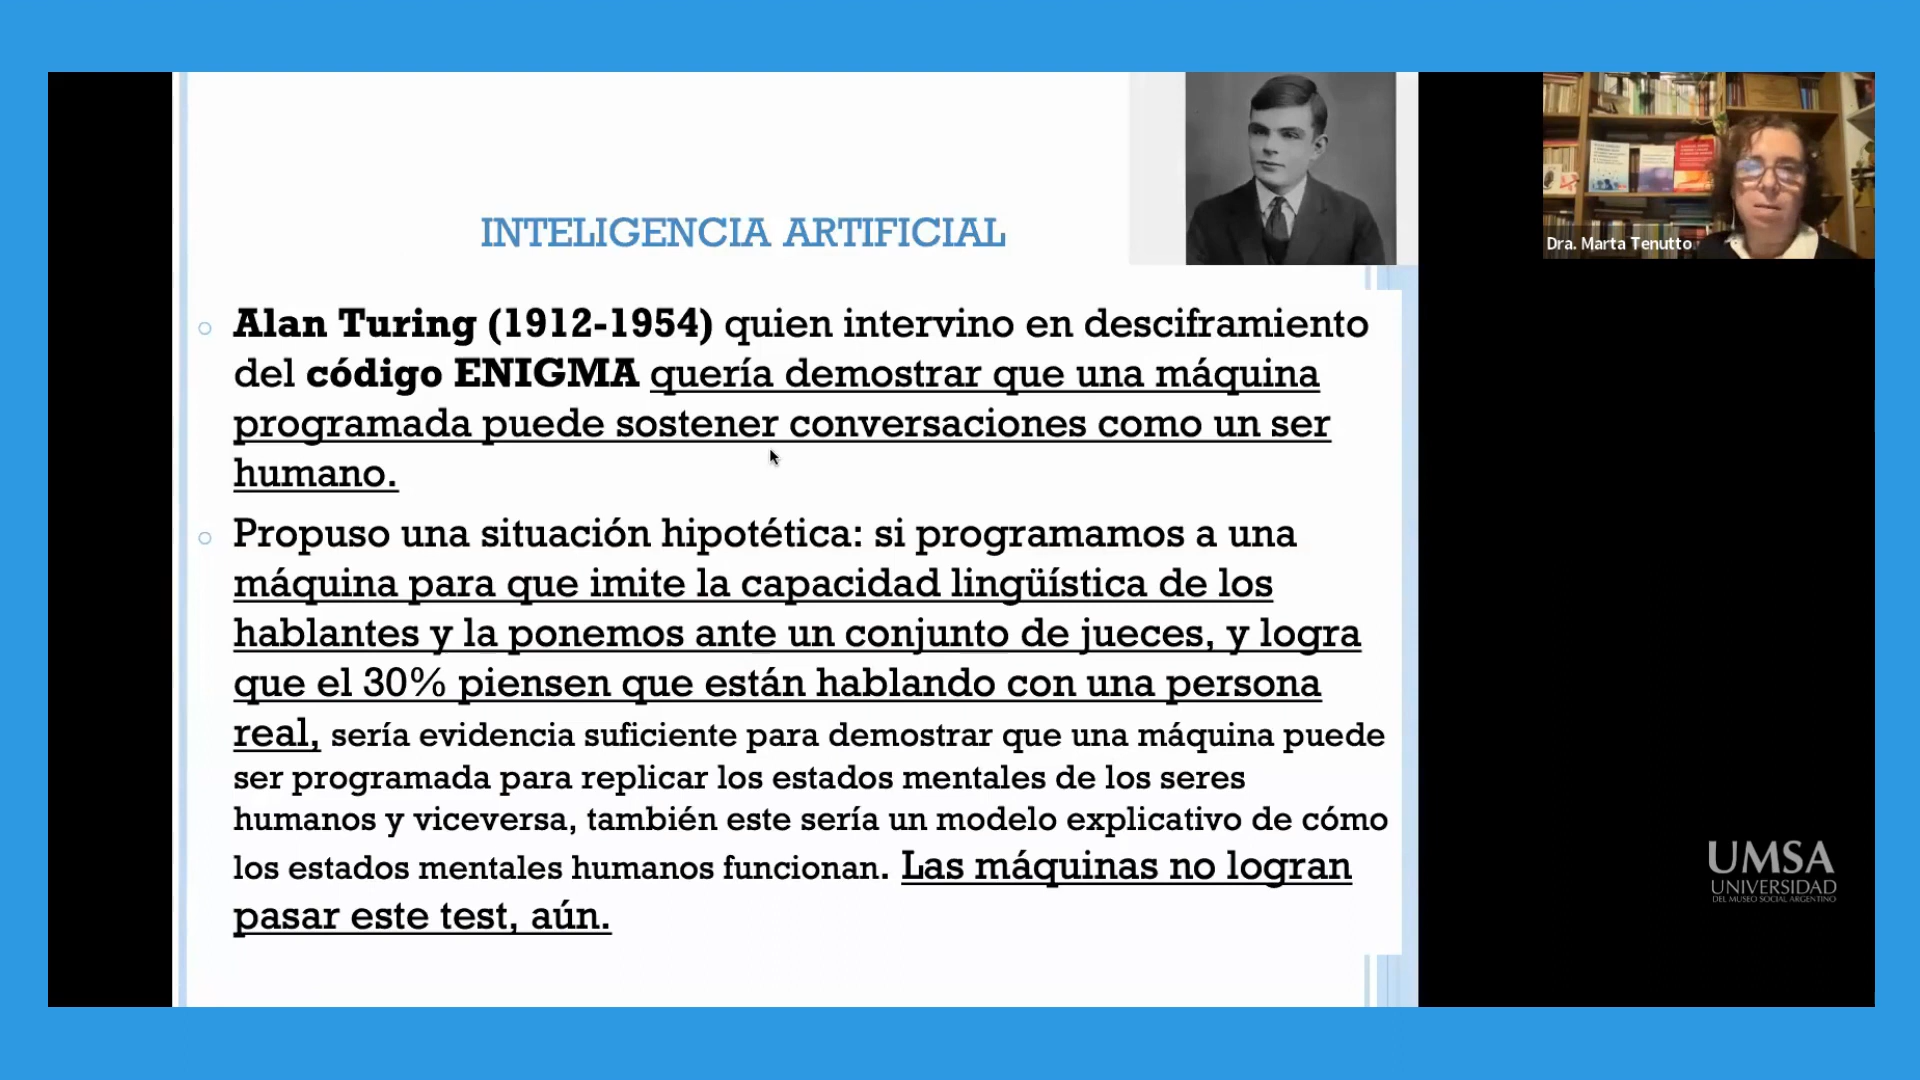 INTELIGENCIA ARTIFICIAL
Alan Turing (1912-1954) quien intervino en desciframiento
del código ENIGMA quería demostrar que una máquina
programada puede sostener conversaciones como un ser
humano.
Propuso una situación hipotética: si programamos a una
máquina para que imite la capacidad lingüística de los
hablantes y la ponemos ante un conjunto de jueces, y logra
que el 30% piensen que están hablando con una persona
real, sería evidencia suficiente para demostrar que una máquina puede
ser programada para replicar los estados mentales de los seres
humanos y viceversa, también este sería un modelo explicativo de cómo
los estados mentales humanos funcionan. Las máquinas no logran
pasar este test, aún.
Dra. Marta Tenutto
UMSA
UNIVERSIDAD
DEL MUSEO SOCIAL ARGENTINO